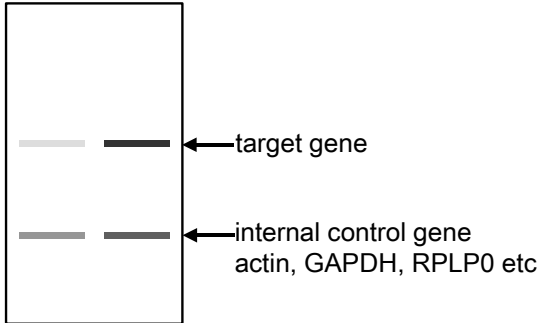 target gene
internal control gene
actin, GAPDH, RPLP0 etc